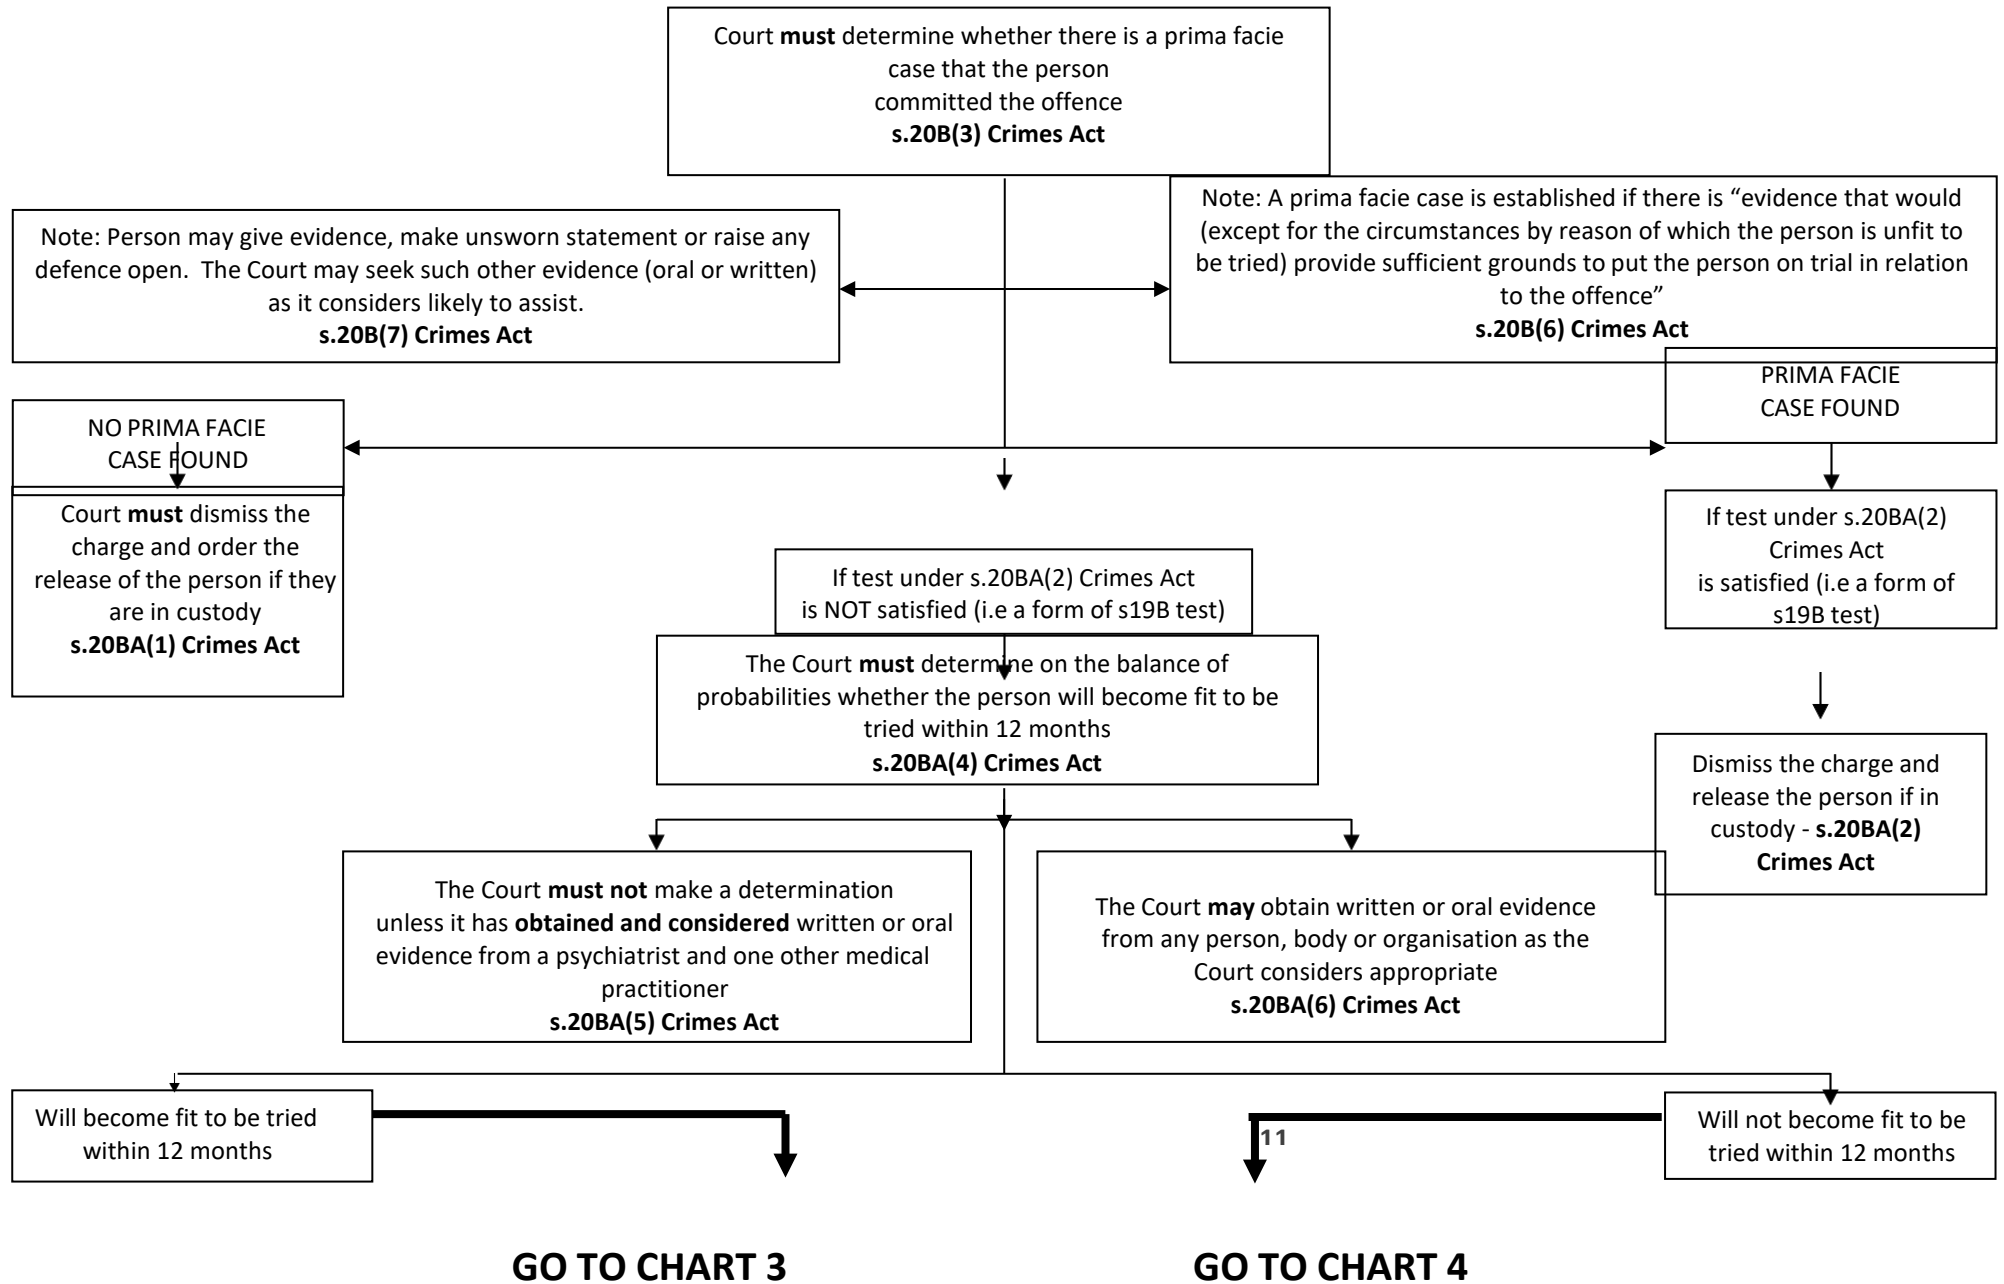 Court must determine whether there is a prima facie
case that the person
committed the offence
s.20B(3) Crimes Act
Note: Person may give evidence, make unsworn statement or raise any
defence open. The Court may seek such other evidence (oral or written)
as it considers likely to assist.
s.20B(7) Crimes Act
Note: A prima facie case is established if there is “evidence that would
(except for the circumstances by reason of which the person is unfit to
be tried) provide sufficient grounds to put the person on trial in relation
to the offence”
s.20B(6) Crimes Act
NO PRIMA FACIE
CASE FOUND
PRIMA FACIE
CASE FOUND
Court must dismiss the
charge and order the
release of the person if they
are in custody
s.20BA(1) Crimes Act
If test under s.20BA(2) Crimes Act
is NOT satisfied (i.e a form of s19B test)
If test under s.20BA(2)
Crimes Act
is satisfied (i.e a form of
s19B test)
The Court must determine on the balance of
probabilities whether the person will become fit to be
tried within 12 months
s.20BA(4) Crimes Act
Dismiss the charge and
release the person if in
custody - s.20BA(2)
Crimes Act
The Court must not make a determination
unless it has obtained and considered written or oral
evidence from a psychiatrist and one other medical
practitioner
s.20BA(5) Crimes Act
The Court may obtain written or oral evidence
from any person, body or organisation as the
Court considers appropriate
s.20BA(6) Crimes Act
Will become fit to be tried
within 12 months
11
Will not become fit to be
tried within 12 months
GO TO CHART 3
GO TO CHART 4